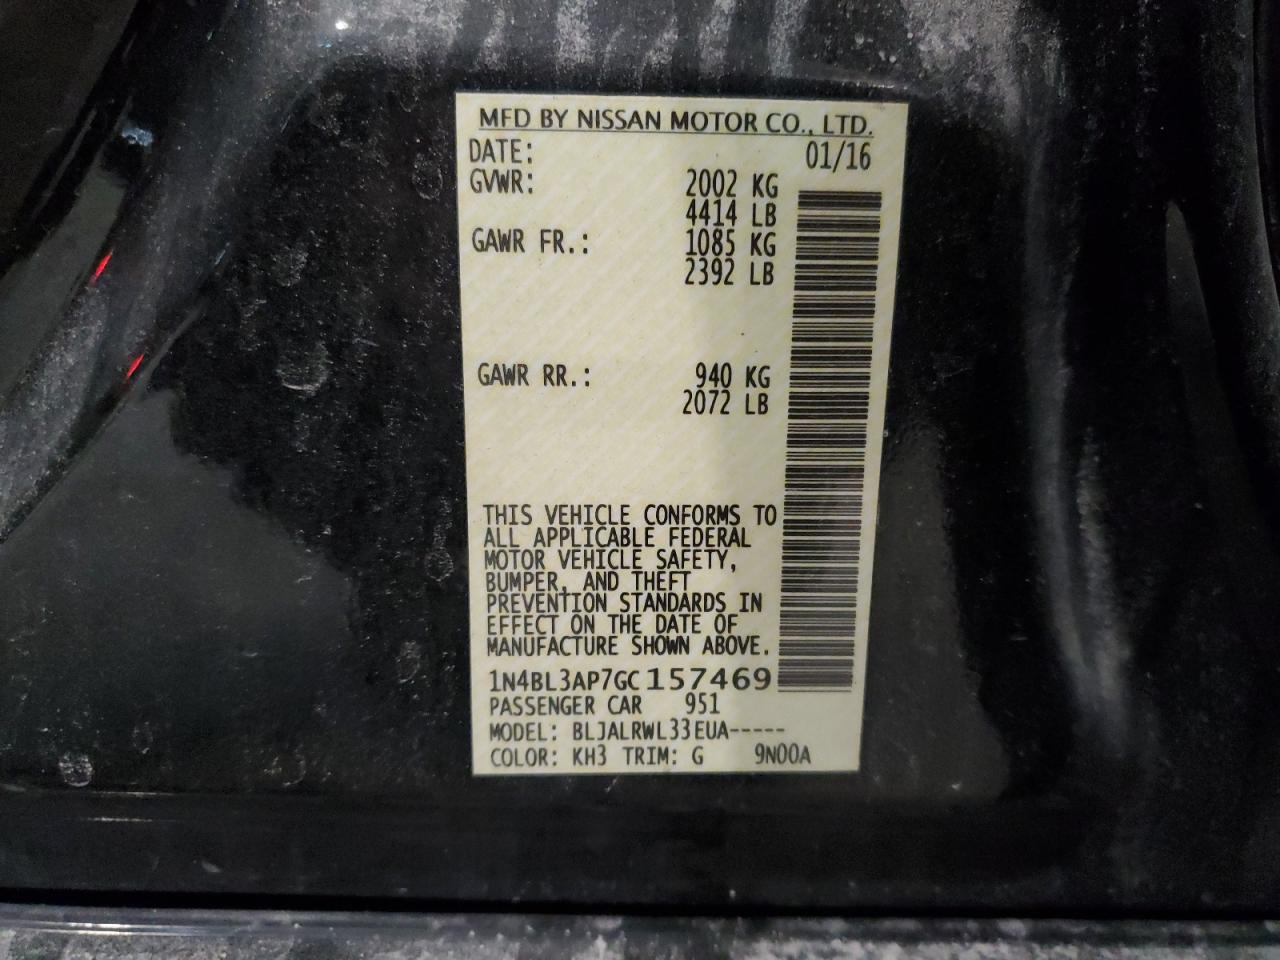 MFD BY NISSAN MOTOR CO., LTD.
DATE: 01/16
GVWR: 2002 KG
4414 LB
GAWR FR.: 1085 KG
2392 LB
GAWR RR.: 940 KG
2072 LB
THIS VEHICLE CONFORMS TO
ALL APPLICABLE FEDERAL
MOTOR VEHICLE SAFETY,
BUMPER, AND THEFT
PREVENTION STANDARDS IN
EFFECT ON THE DATE OF
MANUFACTURE SHOWN ABOVE.
1N4BL3AP7GC157469
PASSENGER CAR 951
MODEL: BLJALRWL33EUA-----
COLOR: KH3 TRIM: G 9N00A